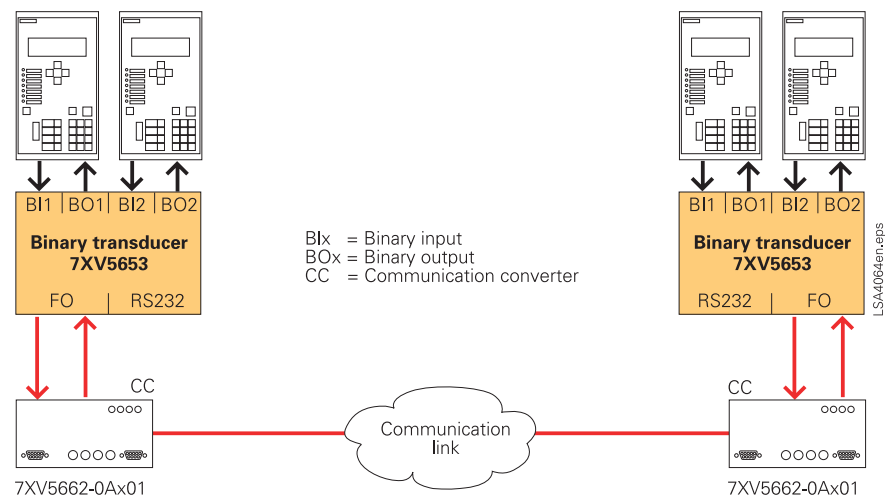 BI1 BO1 BI2 BO2
Binary transducer
7XV5653
FO RS232
BIx = Binary input
BOx = Binary output
CC = Communication converter
BI1 BO1 BI2 BO2
Binary transducer
7XV5653
RS232 FO
LSA4064en.eps
CC
7XV5662-0Ax01
Communication
link
CC
7XV5662-0Ax01